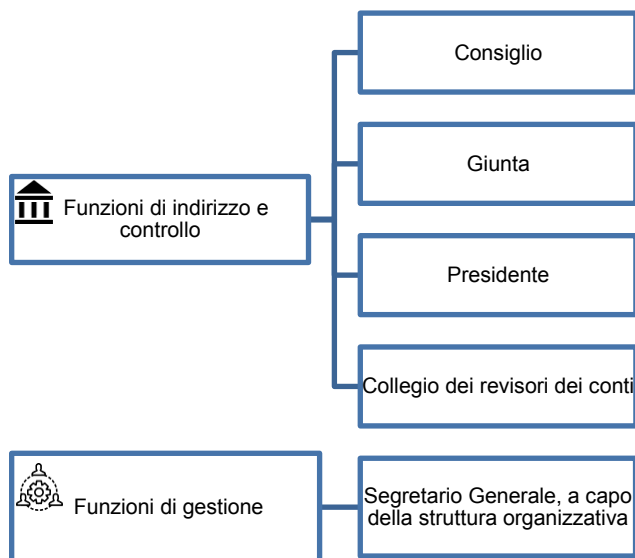 Funzioni di indirizzo e
controllo
Consiglio
Giunta
Presidente
Collegio dei revisori dei conti
Funzioni di gestione
Segretario Generale, a capo
della struttura organizzativa